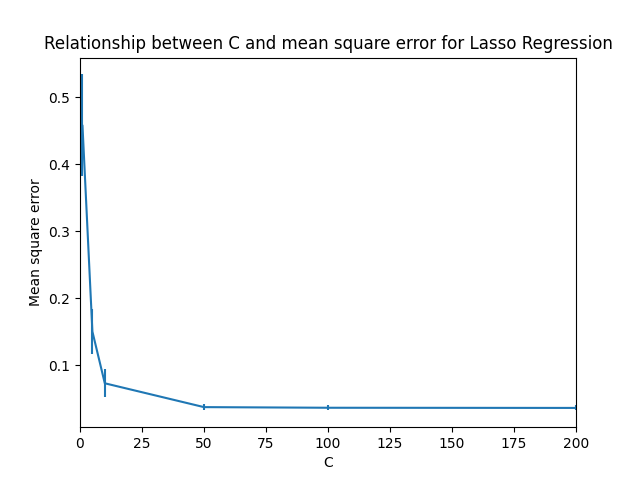 Relationship between C and mean square error for Lasso Regression
Mean square error
0.5
0.4
0.3
0.2
0.1
0 25 50 75 100 125 150 175 200
C